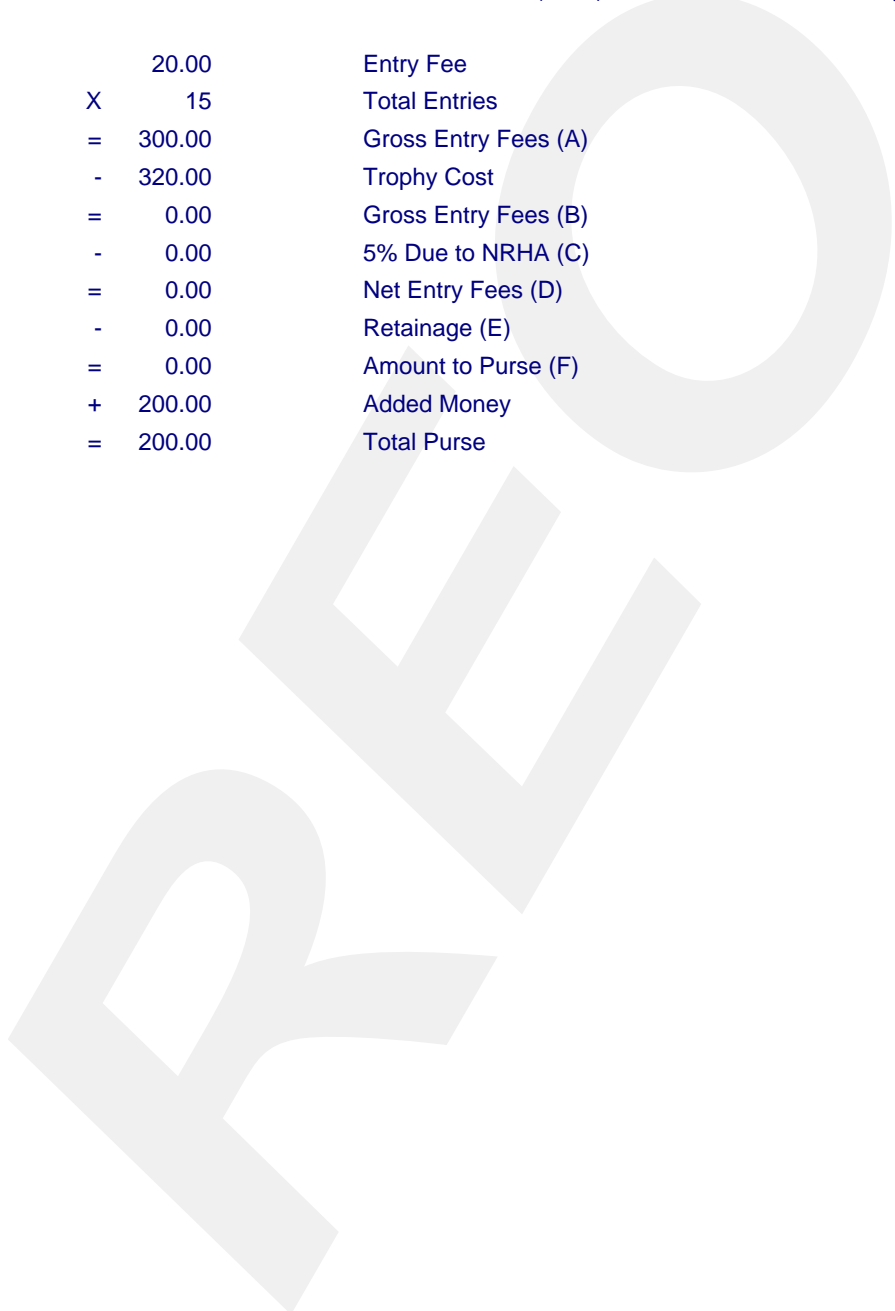 20.00 Entry Fee
X 15 Total Entries
= 300.00 Gross Entry Fees (A)
- 320.00 Trophy Cost
= 0.00 Gross Entry Fees (B)
- 0.00 5% Due to NRHA (C)
= 0.00 Net Entry Fees (D)
- 0.00 Retainage (E)
= 0.00 Amount to Purse (F)
+ 200.00 Added Money
= 200.00 Total Purse
REO